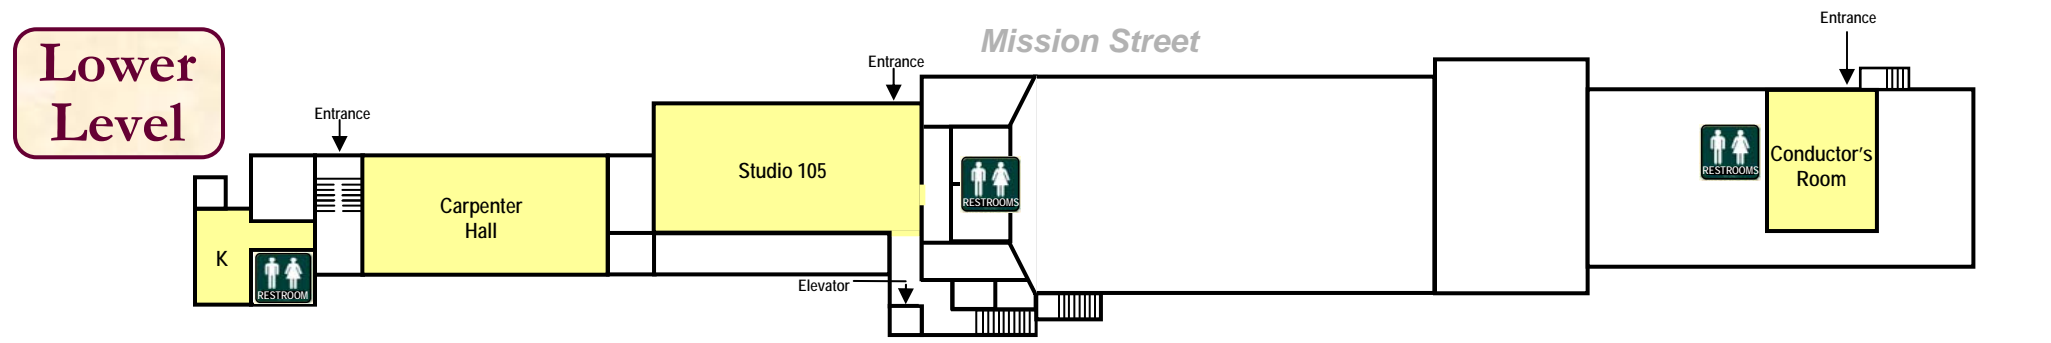 Lower
Level
Mission Street
Entrance
Entrance
Entrance
Carpenter
Hall
Studio 105
RESTROOMS
RESTROOMS
Conductor's
Room
K
RESTROOM
Elevator